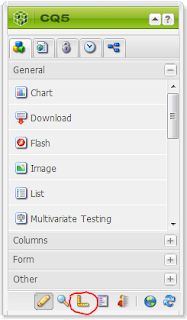 CQ5
?
General
Chart
Download
Flash
Image
List
Multivariate Testing
Columns
Form
Other